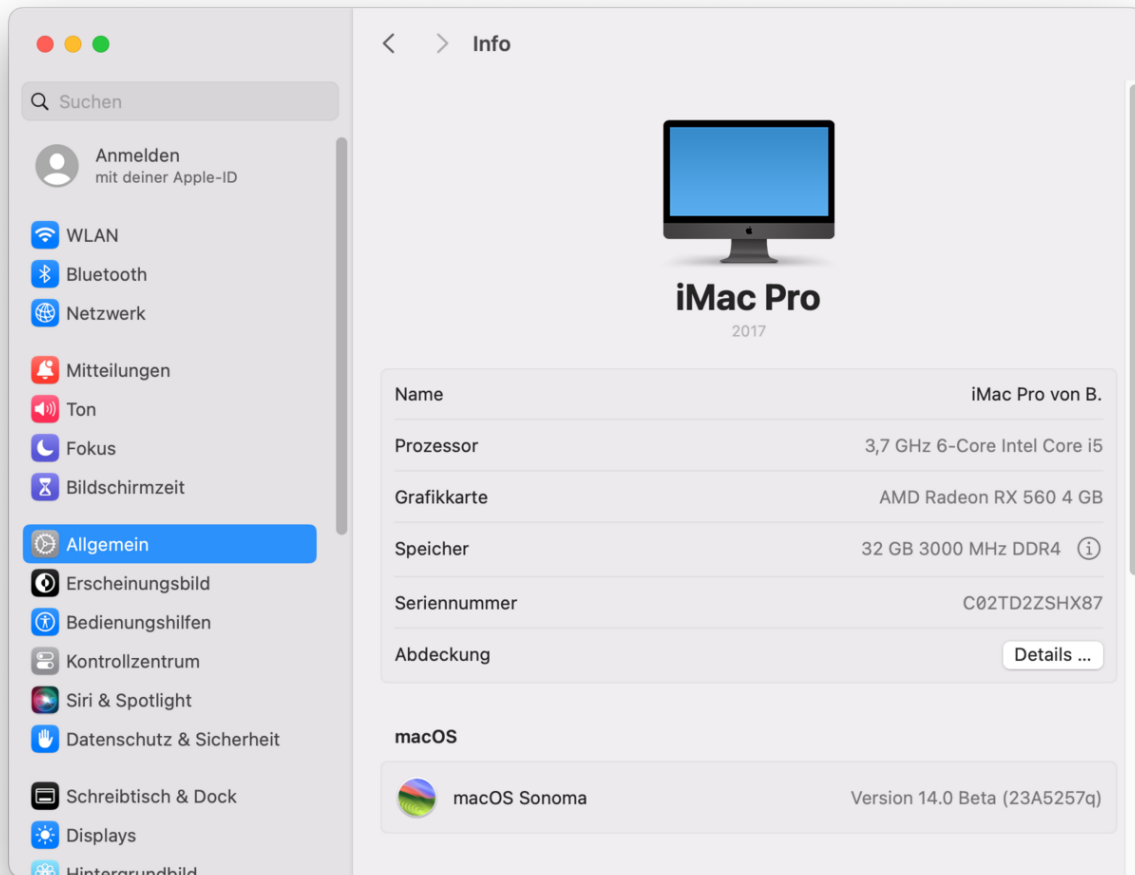 Info
Suchen
Anmelden
mit deiner Apple-ID
WLAN
Bluetooth
Netzwerk
Mitteilungen
Ton
Fokus
Bildschirmzeit
Allgemein
Erscheinungsbild
Bedienungshilfen
Kontrollzentrum
Siri & Spotlight
Datenschutz & Sicherheit
Schreibtisch & Dock
Displays
Hintergrundbild
iMac Pro
2017
Name iMac Pro von B.
Prozessor 3,7 GHz 6-Core Intel Core i5
Grafikkarte AMD Radeon RX 560 4 GB
Speicher 32 GB 3000 MHz DDR4
Seriennummer C02TD2ZSHX87
Abdeckung Details ...
macOS
macOS Sonoma Version 14.0 Beta (23A5257q)